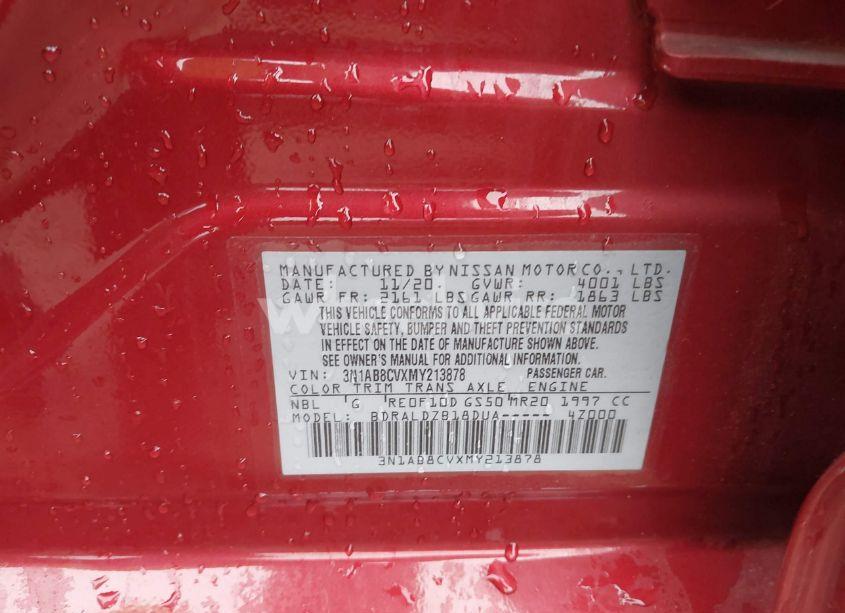 MANUFACTURED BY NISSAN MOTOR CO., LTD.
DATE: 11/20. GVWR: 4001 LBS
GAWR FR: 2161 LBS GAWR RR: 1863 LBS
THIS VEHICLE CONFORMS TO ALL APPLICABLE FEDERAL MOTOR
VEHICLE SAFETY, BUMPER AND THEFT PREVENTION STANDARDS
IN EFFECT ON THE DATE OF MANUFACTURE SHOWN ABOVE.
SEE OWNER'S MANUAL FOR ADDITIONAL INFORMATION.
VIN: 3N1AB8CVXMY213878 PASSENGER CAR.
COLOR TRIM TRANS AXLE ENGINE
NBL G RE0F10D GS50 MR20 1997 CC
MODEL: BDRALDZB18DUA----- 4Z000
3N1AB8CVXMY213878